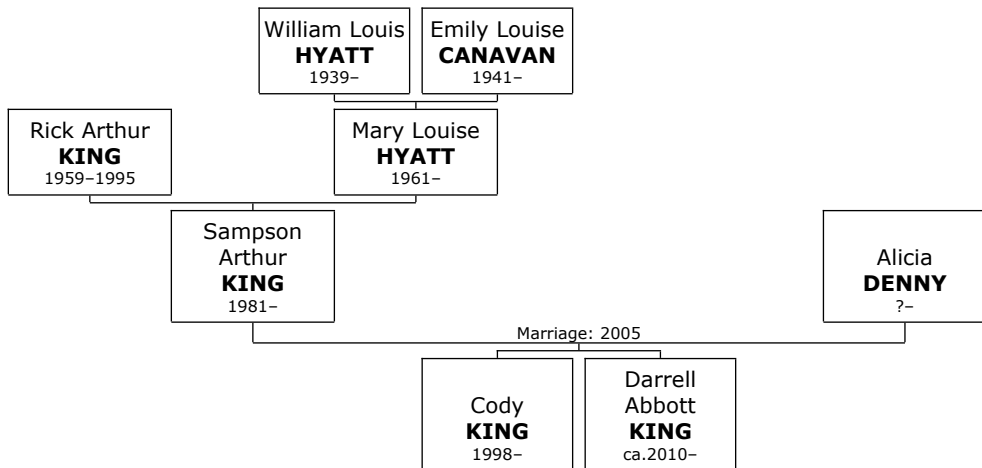 William Louis
HYATT
1939–
Emily Louise
CANAVAN
1941–
Rick Arthur
KING
1959–1995
Mary Louise
HYATT
1961–
Sampson
Arthur
KING
1981–
Alicia
DENNY
?–
Marriage: 2005
Cody
KING
1998–
Darrell
Abbott
KING
ca.2010–